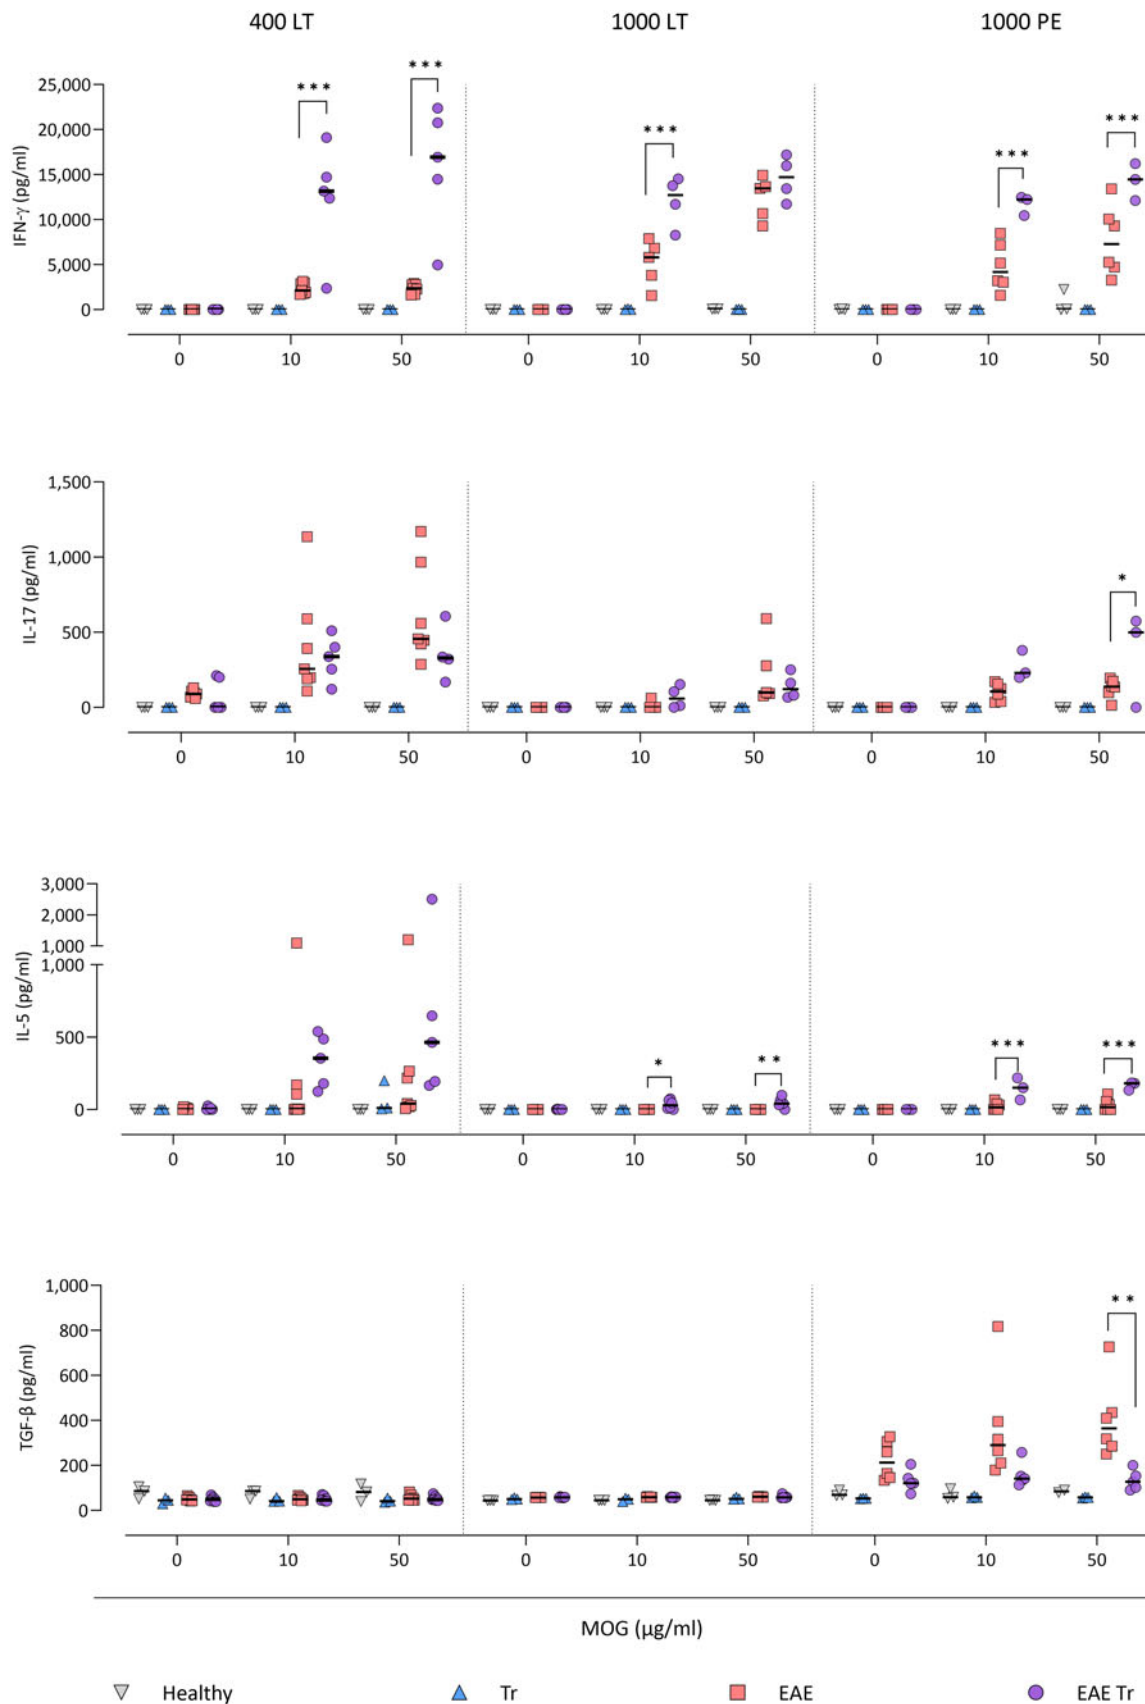 400 LT 1000 LT 1000 PE
IFN-γ (pg/ml)
25,000
20,000
15,000
10,000
5,000
0
*** *** *** *** ***
0 10 50 0 10 50 0 10 50
IL-17 (pg/ml)
1,500
1,000
500
0
*
0 10 50 0 10 50 0 10 50
IL-5 (pg/ml)
3,000
2,000
1,000
1,000
500
0
* ** *** ***
0 10 50 0 10 50 0 10 50
TGF-β (pg/ml)
1,000
800
600
400
200
0
**
0 10 50 0 10 50 0 10 50
MOG (μg/ml)
Healthy Tr EAE EAE Tr